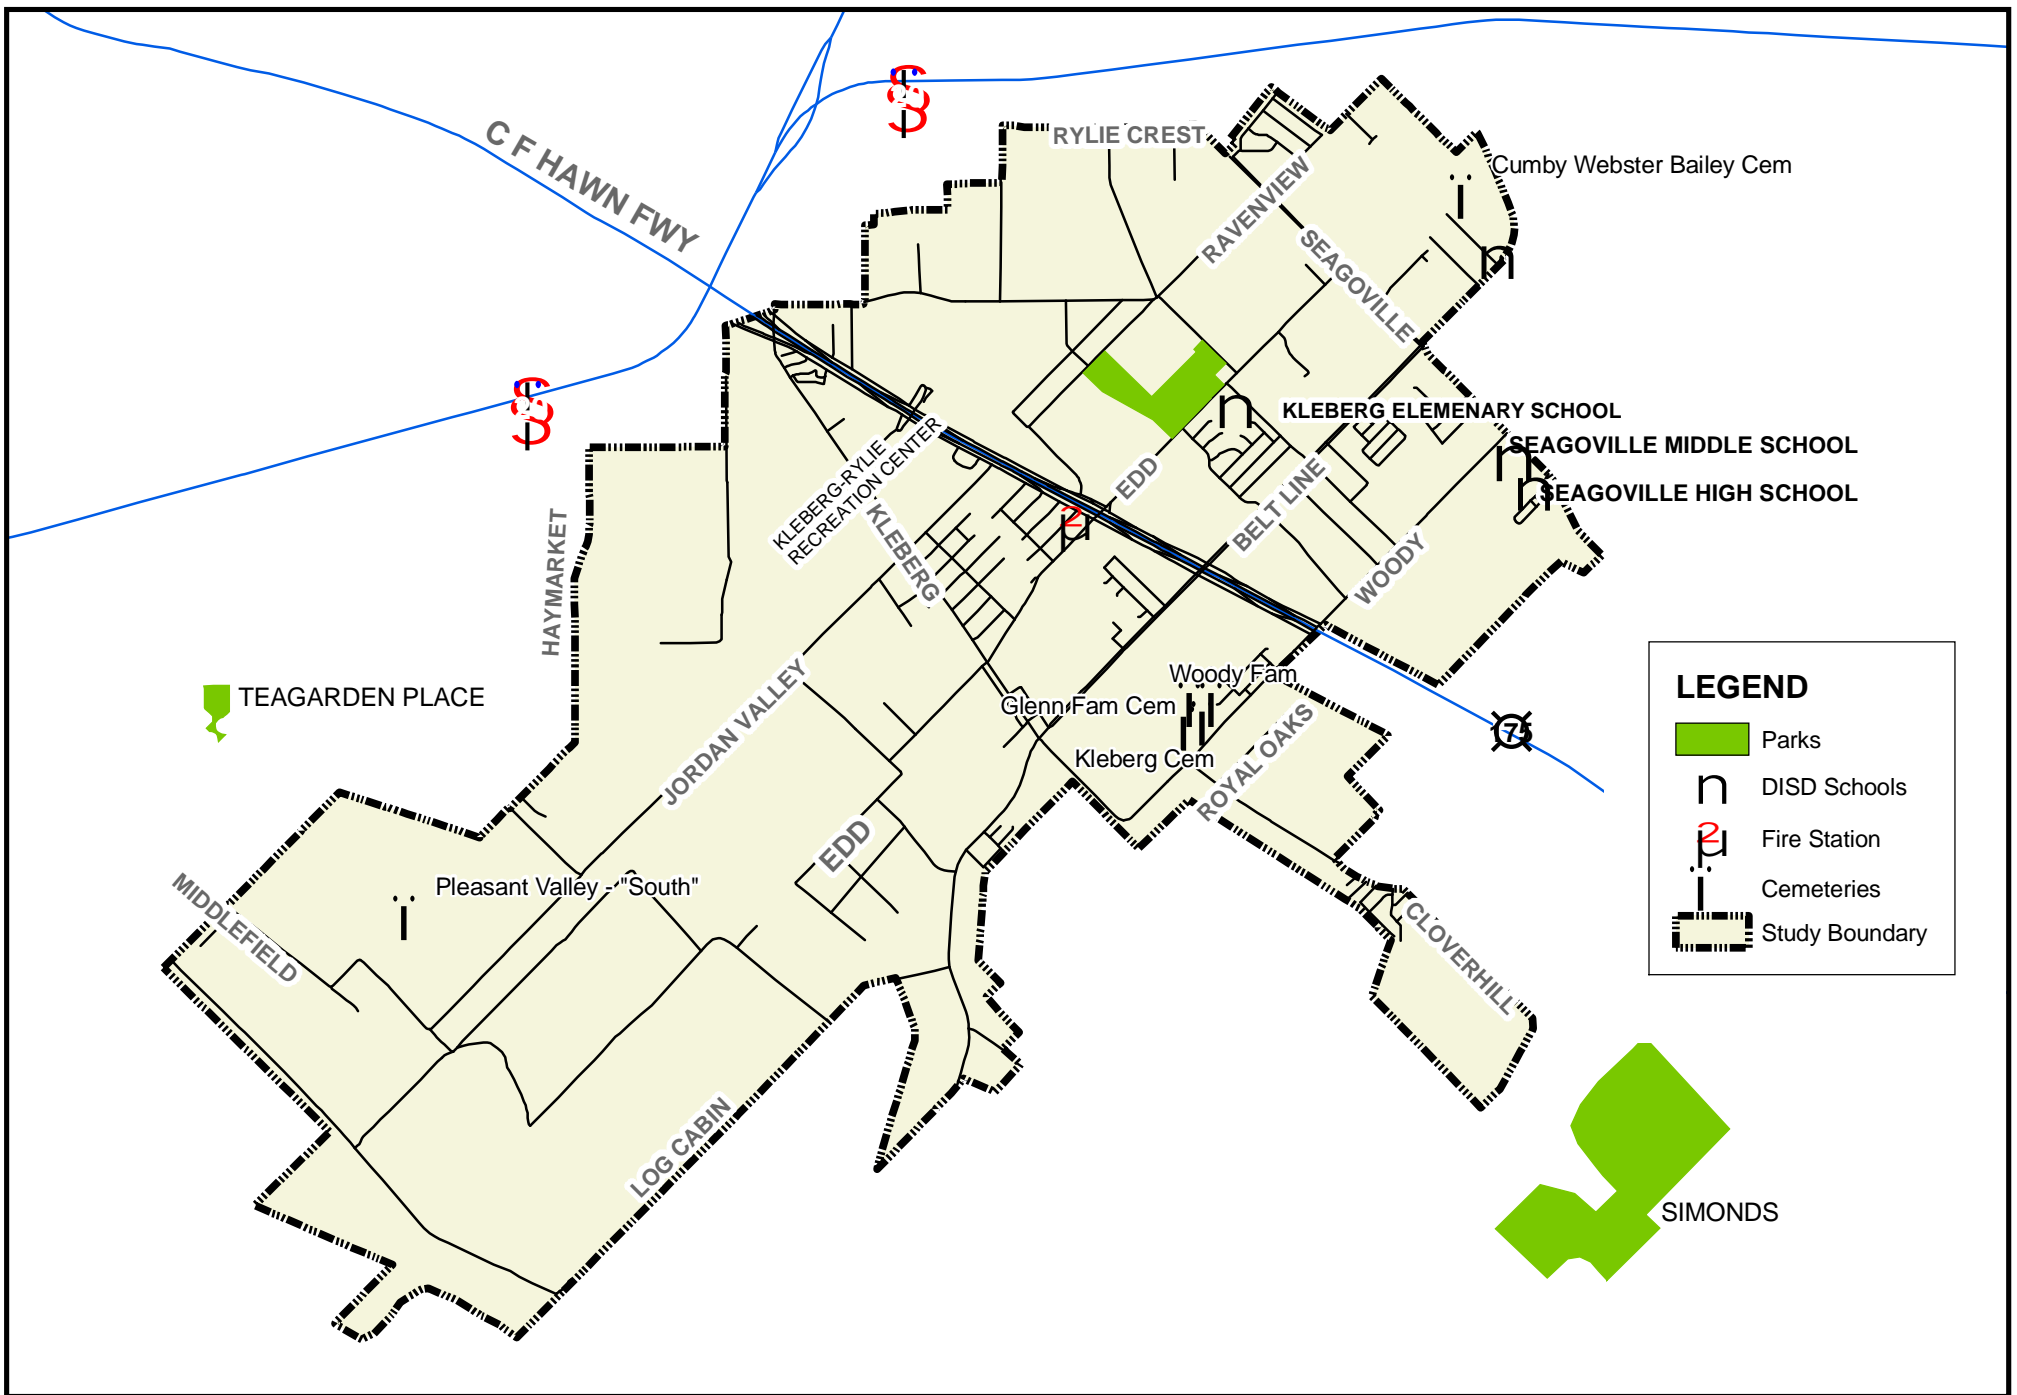 C F HAWN FWY
RYLIE CREST
Cumby Webster Bailey Cem
RAVENVIEW
SEAGOVILLE
KLEBERG ELEMENARY SCHOOL
SEAGOVILLE MIDDLE SCHOOL
SEAGOVILLE HIGH SCHOOL
KLEBERG-RYLIE
RECREATION CENTER
EDD
BELT LINE
KLEBERG
HAYMARKET
WOODY
TEAGARDEN PLACE
JORDAN VALLEY
Woody Fam
Glenn Fam Cem
Kleberg Cem
ROYAL OAKS
175
EDD
Pleasant Valley - "South"
MIDDLEFIELD
CLOVERHILL
LOG CABIN
SIMONDS
LEGEND
Parks
DISD Schools
Fire Station
Cemeteries
Study Boundary